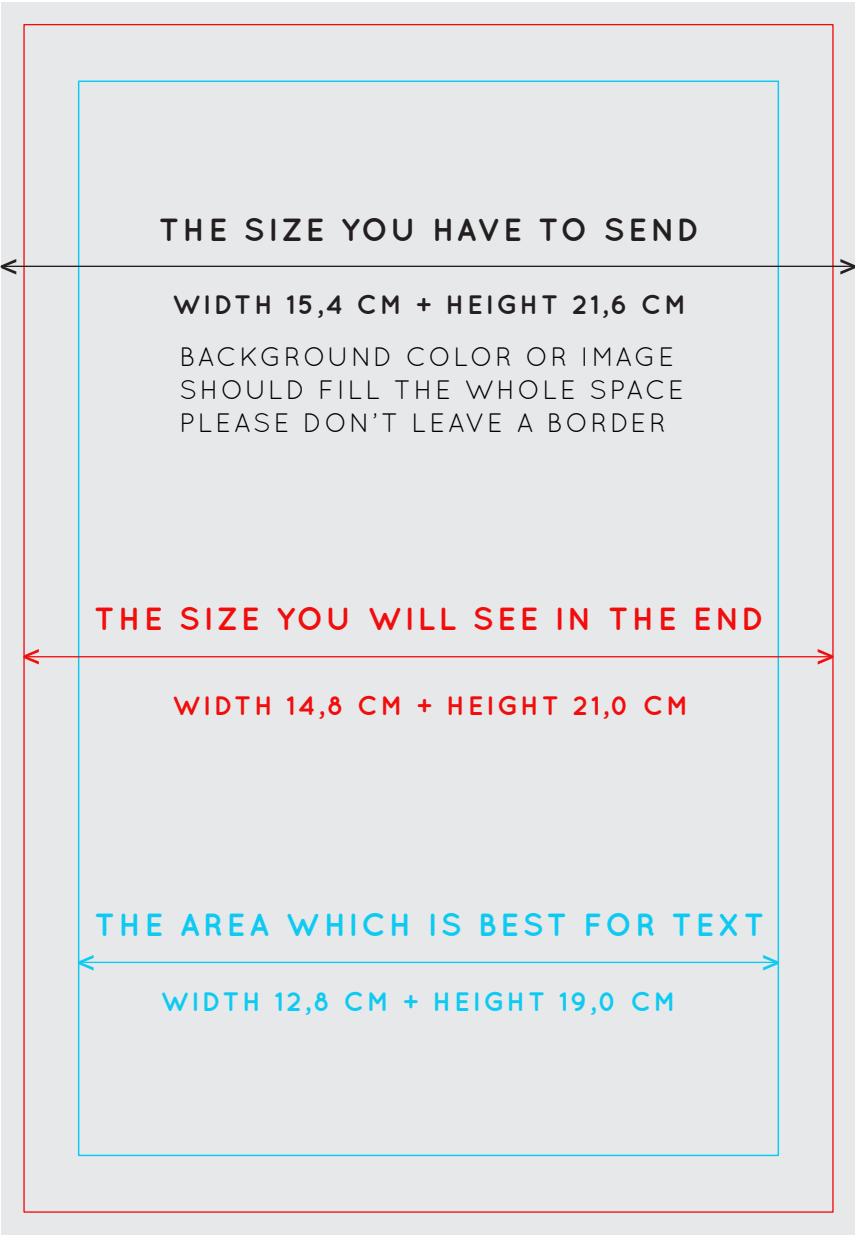 THE SIZE YOU HAVE TO SEND
WIDTH 15,4 CM + HEIGHT 21,6 CM
BACKGROUND COLOR OR IMAGE
SHOULD FILL THE WHOLE SPACE
PLEASE DON'T LEAVE A BORDER
THE SIZE YOU WILL SEE IN THE END
WIDTH 14,8 CM + HEIGHT 21,0 CM
THE AREA WHICH IS BEST FOR TEXT
WIDTH 12,8 CM + HEIGHT 19,0 CM